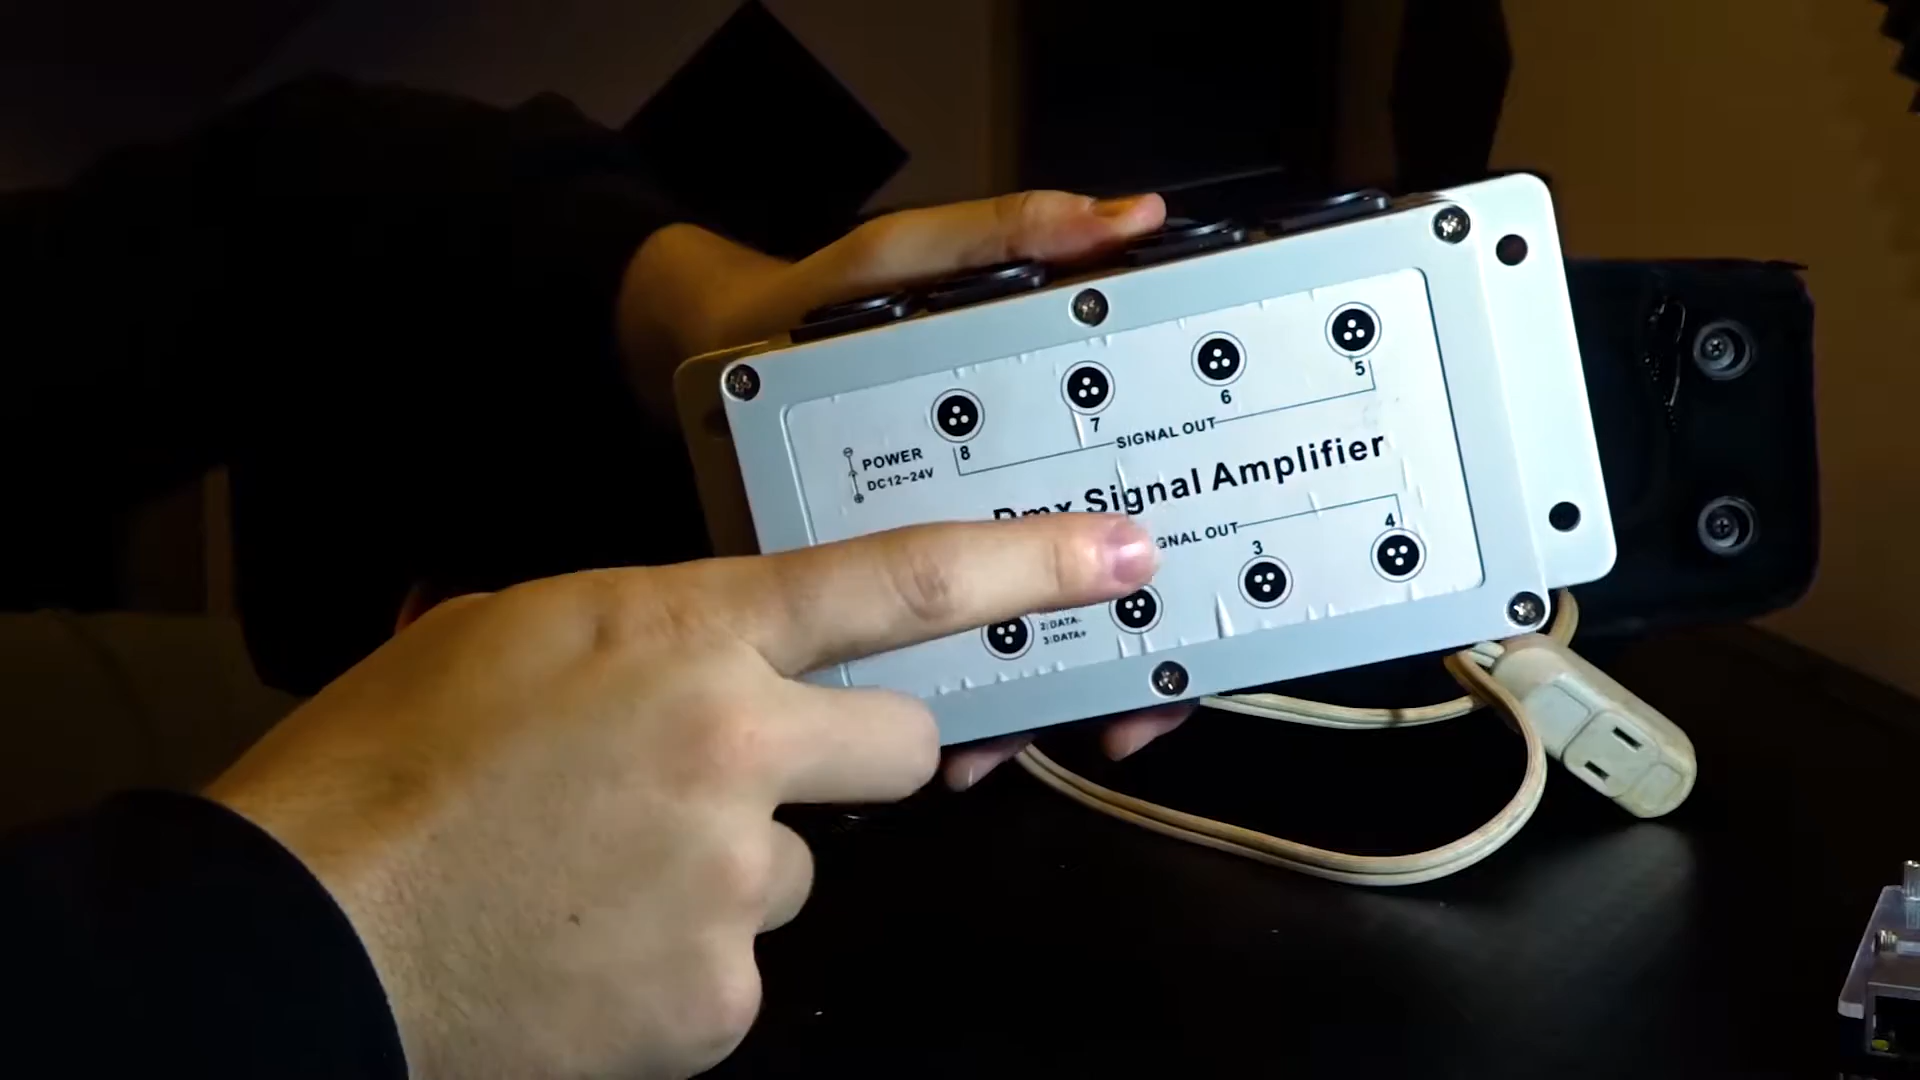 8 7 6 5
SIGNAL OUT
POWER
DC12~24V
Dmx Signal Amplifier
GNAL OUT
3 4
2:DATA-
3:DATA+